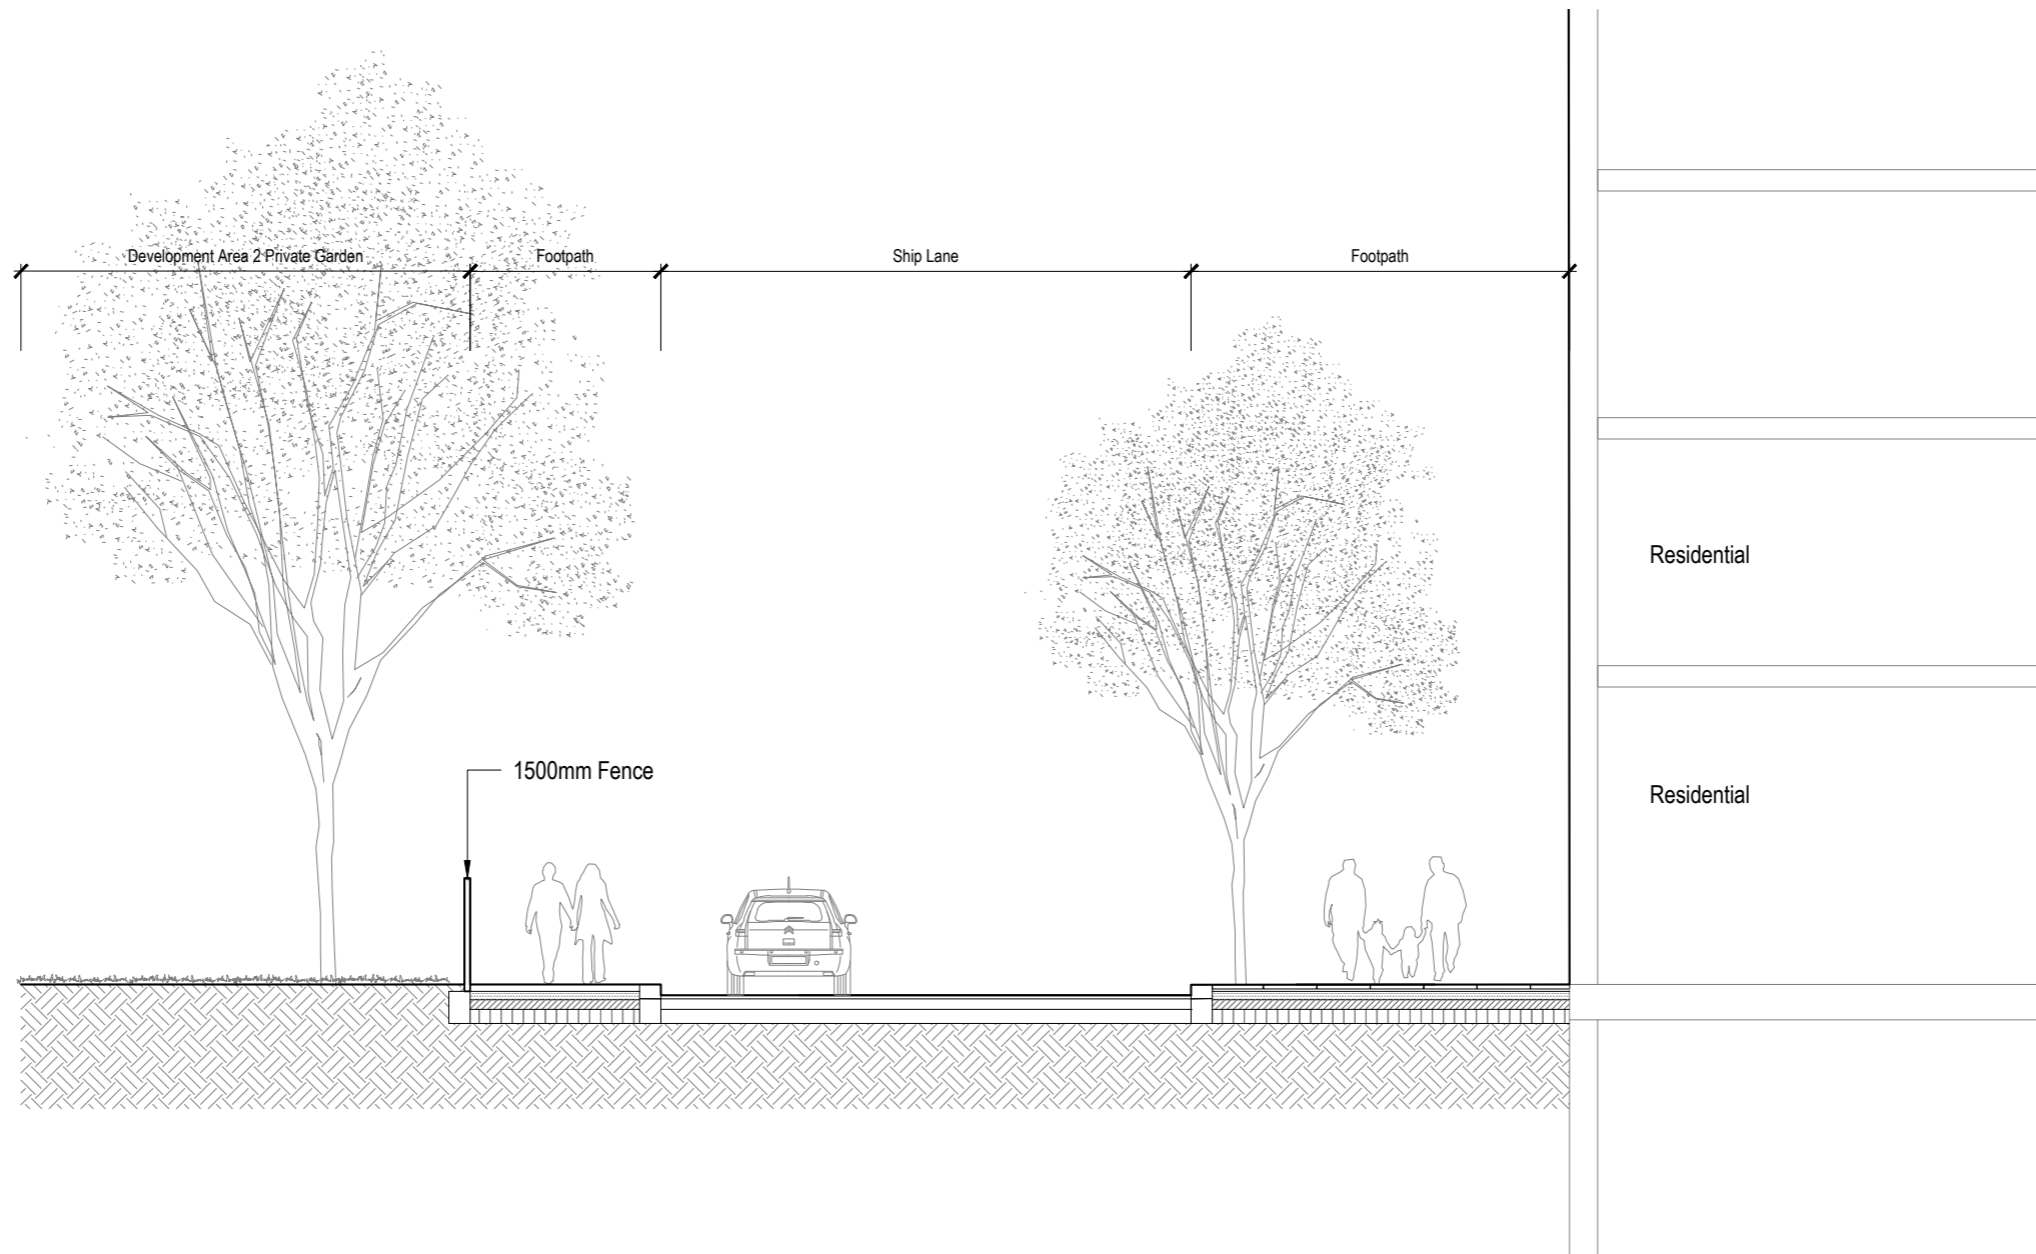 Development Area 2 Private Garden
Footpath
Ship Lane
Footpath
Residential
1500mm Fence
Residential